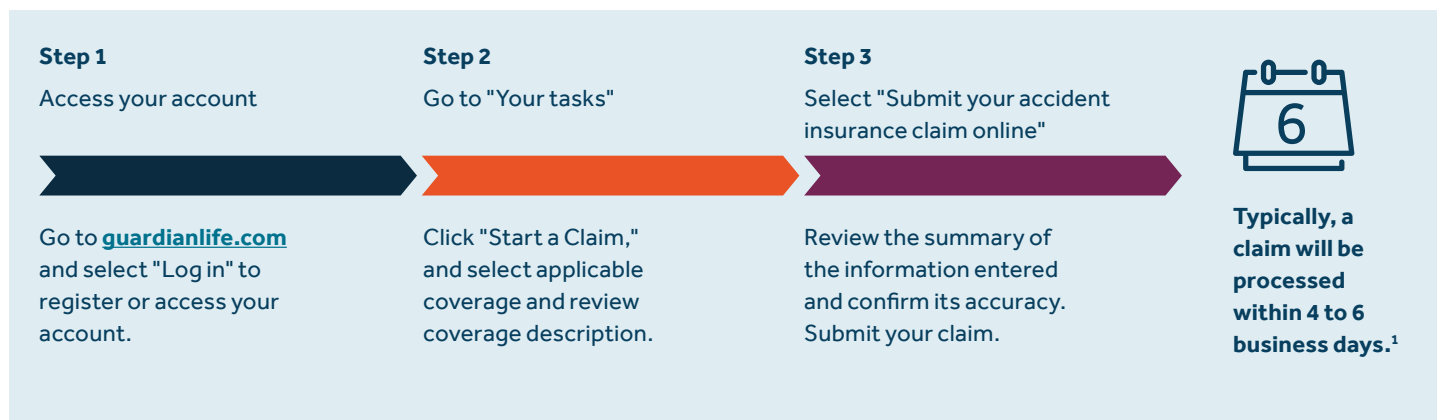 Step 1
Access your account
Go to guardianlife.com
and select "Log in" to
register or access your
account.
Step 2
Go to "Your tasks"
Click "Start a Claim,"
and select applicable
coverage and review
coverage description.
Step 3
Select "Submit your accident
insurance claim online"
Review the summary of
the information entered
and confirm its accuracy.
Submit your claim.
6
Typically, a
claim will be
processed
within 4 to 6
business days.¹